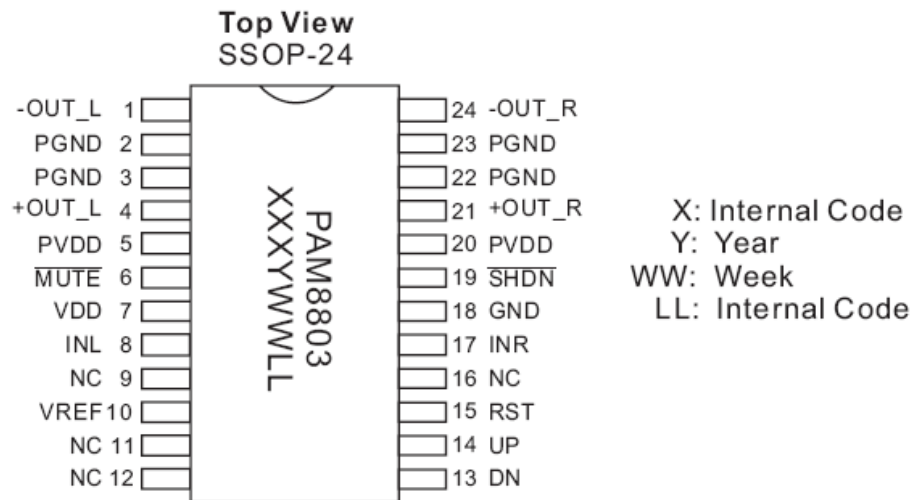 Top View
SSOP-24
-OUT_L 1
PGND 2
PGND 3
+OUT_L 4
PVDD 5
MUTE 6
VDD 7
INL 8
NC 9
VREF10
NC 11
NC 12
PAM8803
XXXYWWLL
24 -OUT_R
23 PGND
22 PGND
21 +OUT_R
20 PVDD
19 SHDN
18 GND
17 INR
16 NC
15 RST
14 UP
13 DN
X: Internal Code
Y: Year
WW: Week
LL: Internal Code